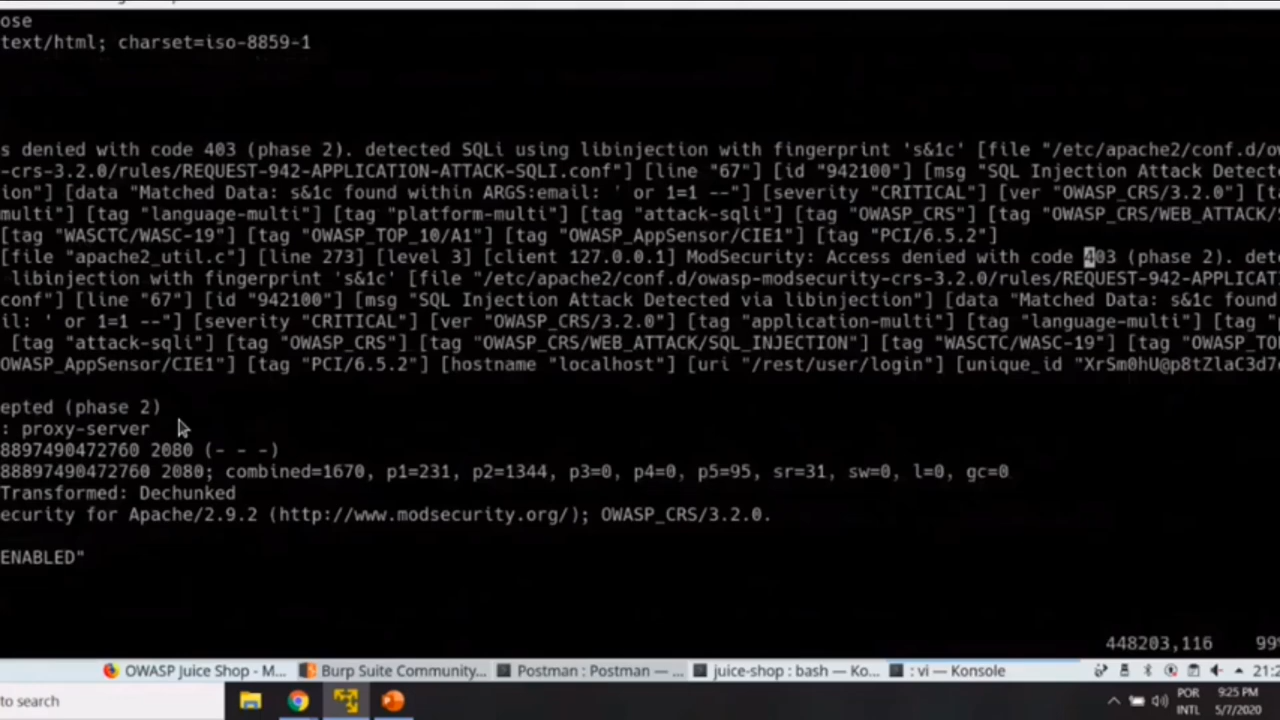 ose
text/html; charset=iso-8859-1
s denied with code 403 (phase 2). detected SQLi using libinjection with fingerprint 's&1c' [file "/etc/apache2/conf.d/ow
-crs-3.2.0/rules/REQUEST-942-APPLICATION-ATTACK-SQLI.conf"] [line "67"] [id "942100"] [msg "SQL Injection Attack Detect
ion"] [data "Matched Data: s&1c found within ARGS:email: ' or 1=1 --"] [severity "CRITICAL"] [ver "OWASP_CRS/3.2.0"] [t
multi"] [tag "language-multi"] [tag "platform-multi"] [tag "attack-sqli"] [tag "OWASP_CRS"] [tag "OWASP_CRS/WEB_ATTACK/
[tag "WASCTC/WASC-19"] [tag "OWASP_TOP_10/A1"] [tag "OWASP_AppSensor/CIE1"] [tag "PCI/6.5.2"]
[file "apache2_util.c"] [line 273] [level 3] [client 127.0.0.1] ModSecurity: Access denied with code 403 (phase 2). det
libinjection with fingerprint 's&1c' [file "/etc/apache2/conf.d/owasp-modsecurity-crs-3.2.0/rules/REQUEST-942-APPLICAT
conf"] [line "67"] [id "942100"] [msg "SQL Injection Attack Detected via libinjection"] [data "Matched Data: s&1c found
il: ' or 1=1 --"] [severity "CRITICAL"] [ver "OWASP_CRS/3.2.0"] [tag "application-multi"] [tag "language-multi"] [tag "
[tag "attack-sqli"] [tag "OWASP_CRS"] [tag "OWASP_CRS/WEB_ATTACK/SQL_INJECTION"] [tag "WASCTC/WASC-19"] [tag "OWASP_TO
OWASP_AppSensor/CIE1"] [tag "PCI/6.5.2"] [hostname "localhost"] [uri "/rest/user/login"] [unique_id "XrSm0hU@p8tZlaC3d7
epted (phase 2)
: proxy-server
88897490472760 2080 (- - -)
888897490472760 2080; combined=1670, p1=231, p2=1344, p3=0, p4=0, p5=95, sr=31, sw=0, l=0, gc=0
Transformed: Dechunked
ecurity for Apache/2.9.2 (http://www.modsecurity.org/); OWASP_CRS/3.2.0.
ENABLED"
448203,116 99%
OWASP Juice Shop - M... Burp Suite Community... Postman : Postman — ... juice-shop : bash — Ko... : vi — Konsole 21:2
to search
POR
INTL
9:25 PM
5/7/2020